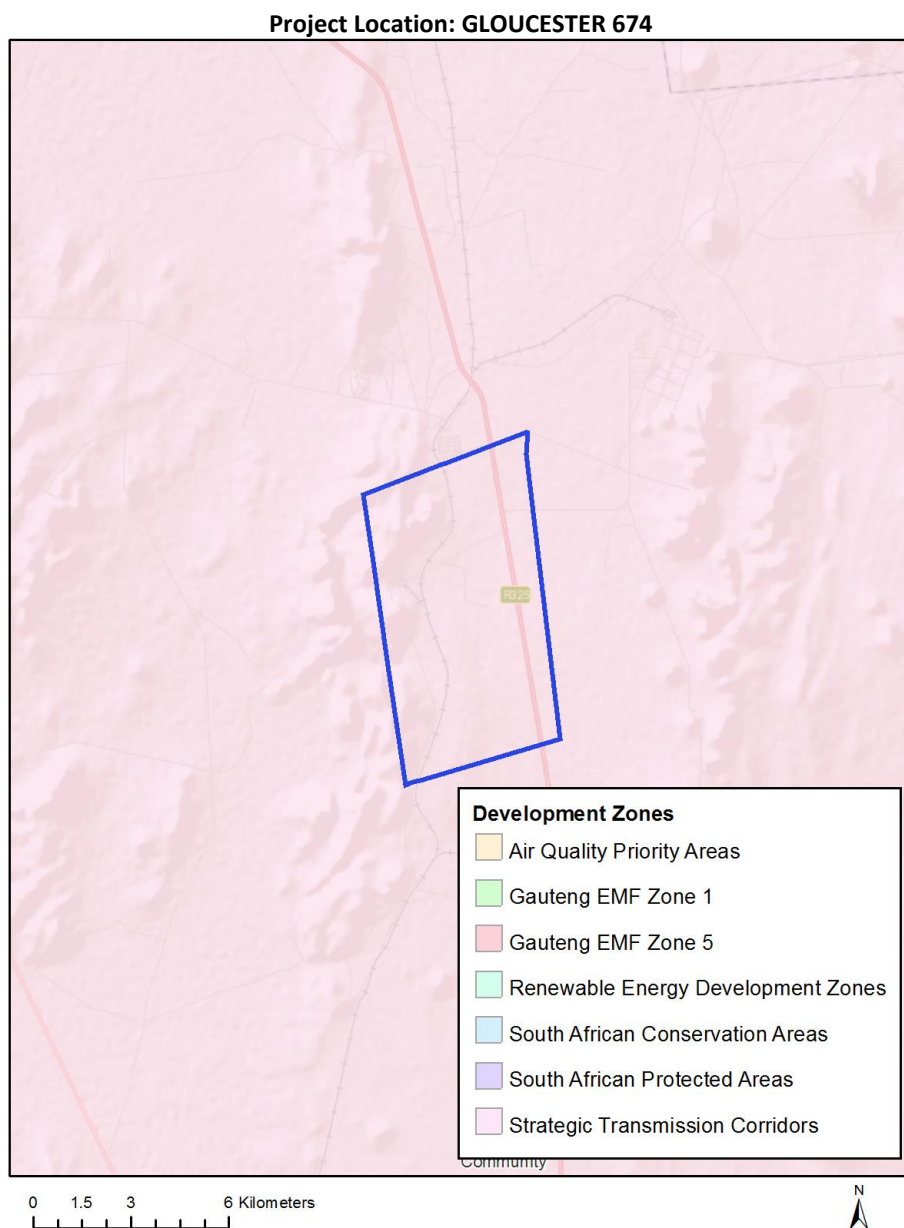 Project Location: GLOUCESTER 674
R325
Development Zones
Air Quality Priority Areas
Gauteng EMF Zone 1
Gauteng EMF Zone 5
Renewable Energy Development Zones
South African Conservation Areas
South African Protected Areas
Strategic Transmission Corridors
Community
0 1.5 3 6 Kilometers
N